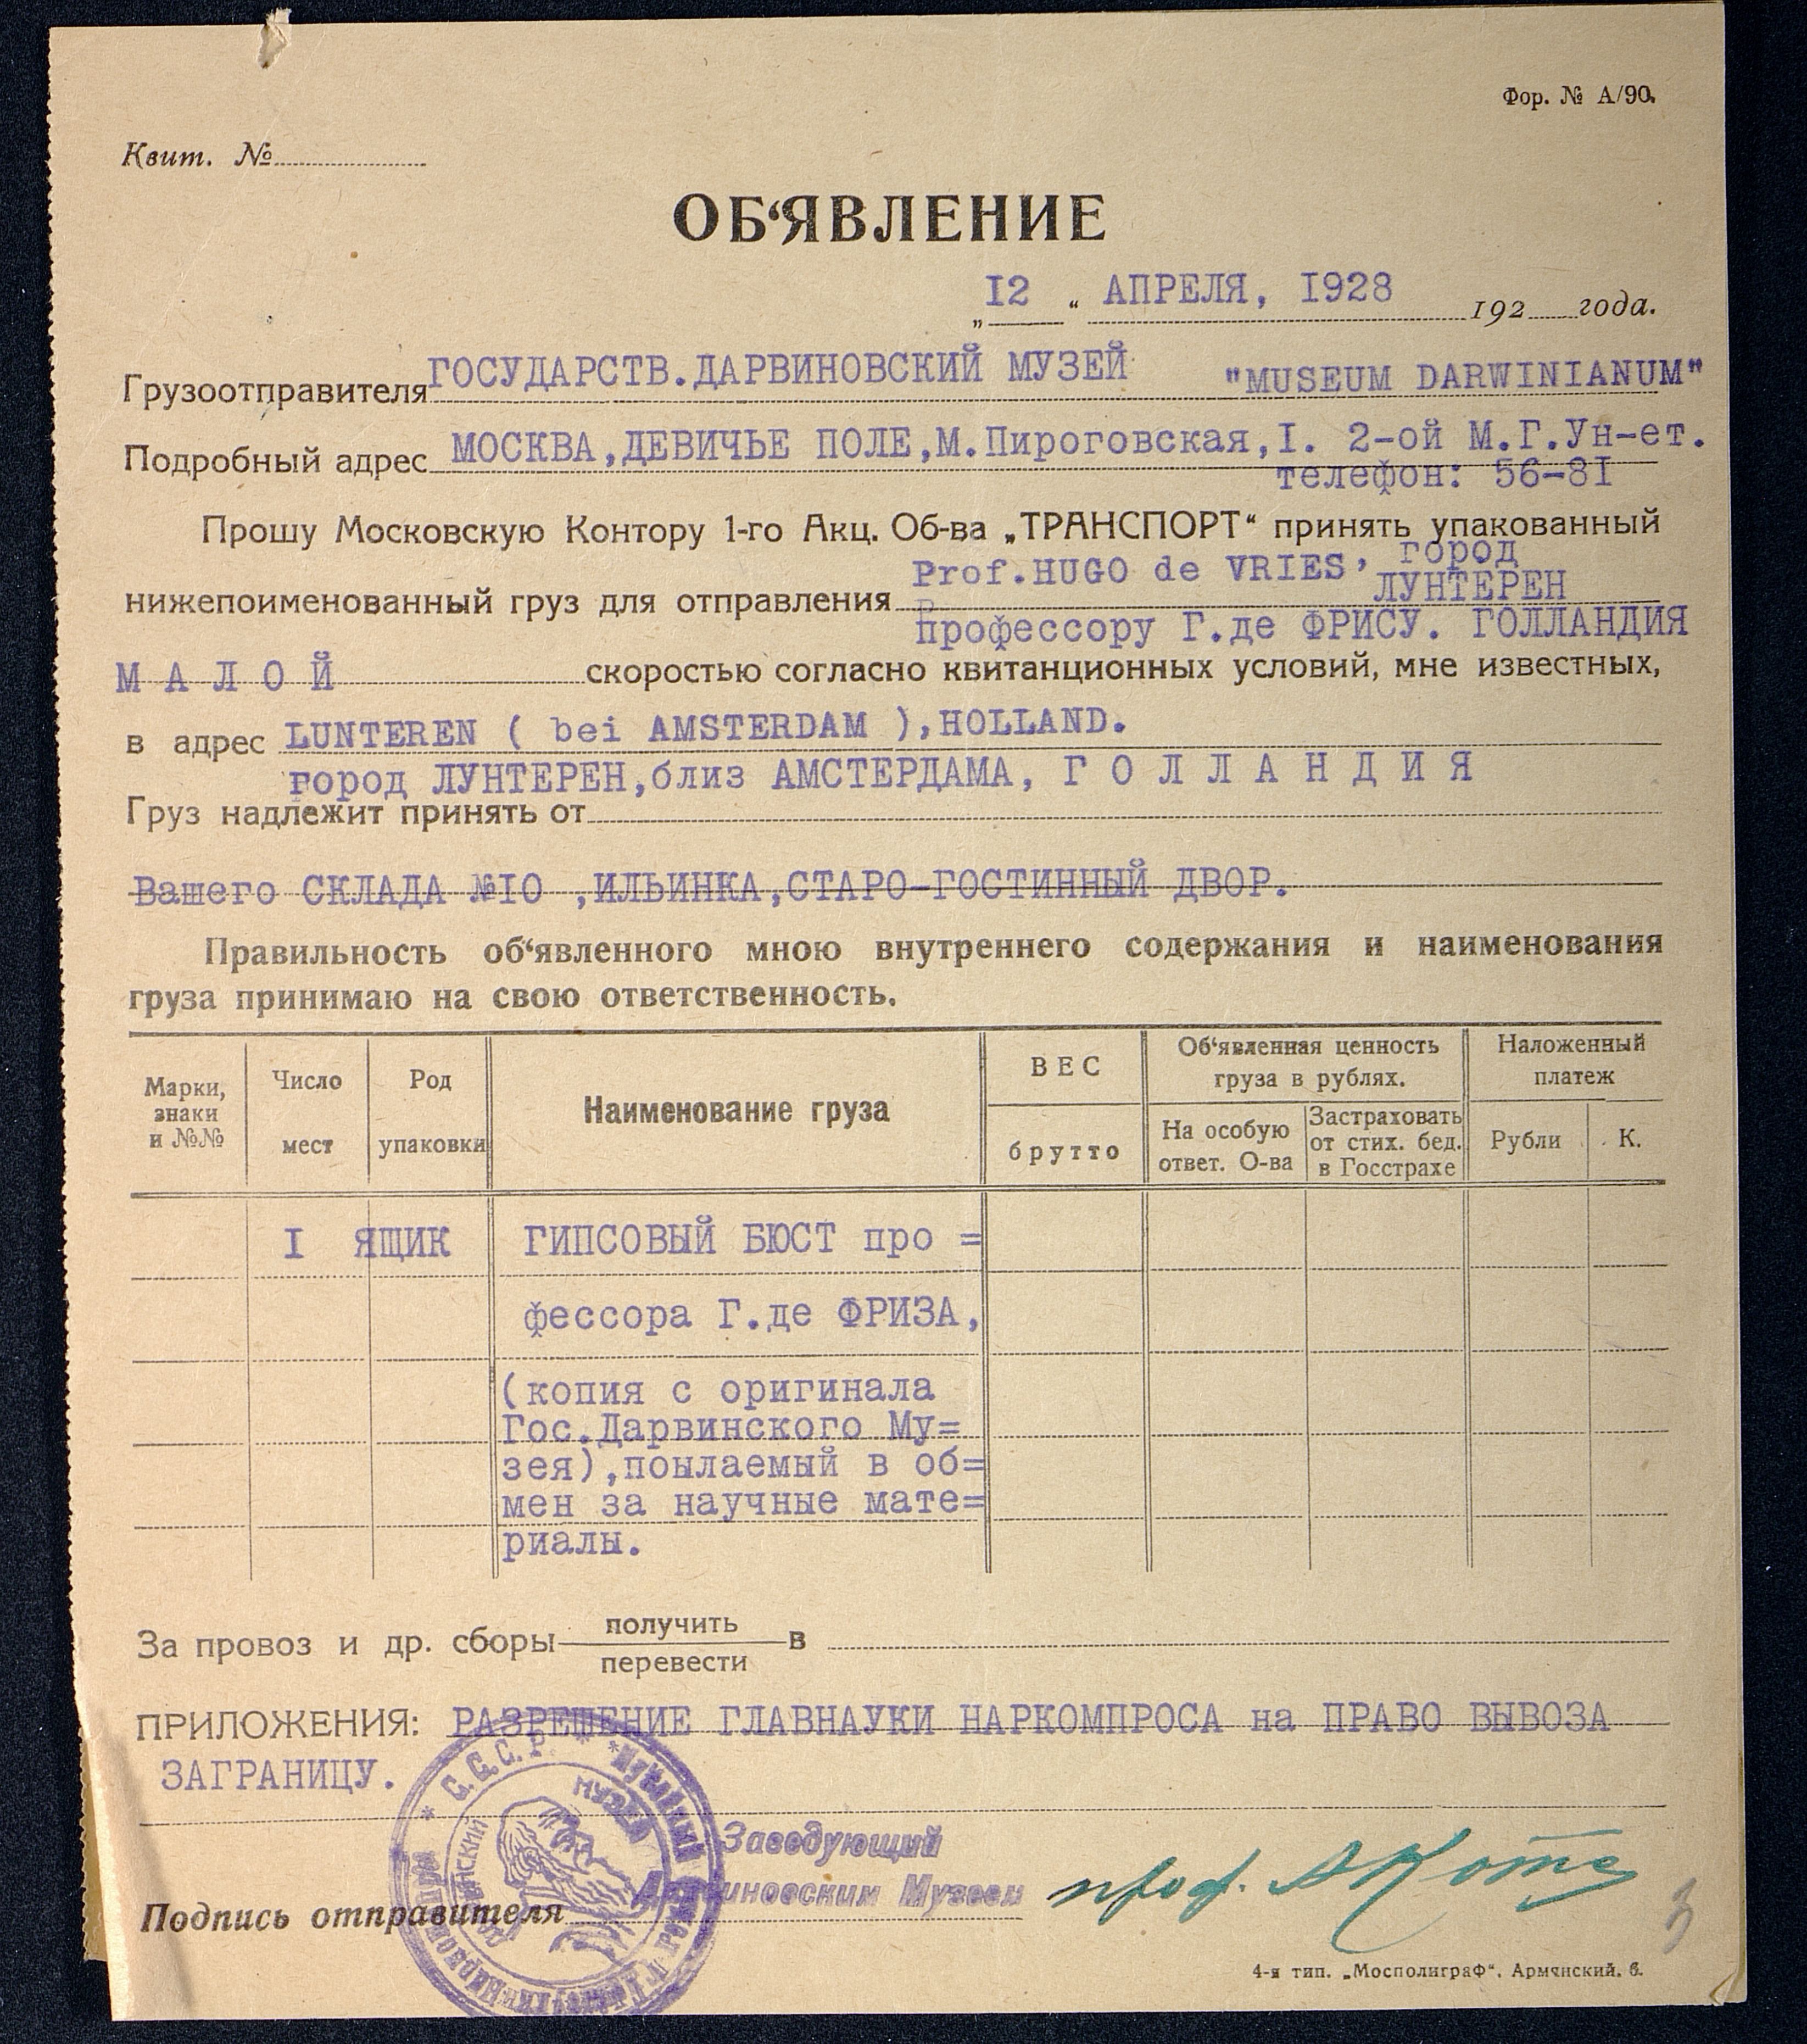 Фор. № А/90.
Квит. №
ОБ‘ЯВЛЕНИЕ
„I2“ АПРЕЛЯ, I928 192 года.
Грузоотправителя ГОСУДАРСТВ.ДАРВИНОВСКИЙ МУЗЕЙ "MUSEUM DARWINIANUM"
Подробный адрес МОСКВА,ДЕВИЧЬЕ ПОЛЕ,М.Пироговская,I. 2-ой М.Г.Ун-ет.
телефон: 56-8I
Прошу Московскую Контору 1-го Акц. Об-ва „ТРАНСПОРТ“ принять упакованный
Prof.HUGO de VRIES, город
ЛУНТЕРЕН
нижепоименованный груз для отправления
профессору Г.де ФРИСУ. ГОЛЛАНДИЯ
М А Л О Й скоростью согласно квитанционных условий, мне известных,
в адрес LUNTEREN ( bei AMSTERDAM ),HOLLAND.
город ЛУНТЕРЕН,близ АМСТЕРДАМА, Г О Л Л А Н Д И Я
Груз надлежит принять от
Вашего СКЛАДА №IO ,ИЛЬИНКА,СТАРО-ГОСТИННЫЙ ДВОР.
Правильность об‘явленного мною внутреннего содержания и наименования
груза принимаю на свою ответственность.
Марки, знаки и №№
Число мест
Род упаковки
Наименование груза
ВЕС
брутто
Об‘явленная ценность груза в рублях.
На особую ответ. О-ва
Застраховать от стих. бед. в Госстрахе
Наложенный платеж
Рубли
К.
I ЯЩИК ГИПСОВЫЙ БЮСТ про =
фессора Г.де ФРИЗА,
(копия с оригинала
Гос.Дарвинского Му=
зея),поылаемый в об=
мен за научные мате=
риалы.
За провоз и др. сборы получить
перевести в
ПРИЛОЖЕНИЯ: РАЗРЕШЕНИЕ ГЛАВНАУКИ НАРКОМПРОСА на ПРАВО ВЫВОЗА
ЗАГРАНИЦУ.
С.С.С.Р.
МУЗЕЙ
Заведующий
Дарвиновским Музеем
проф. А Котс
Подпись отправителя
3
4-я тип. „Мосполиграф“, Армянский, 6.